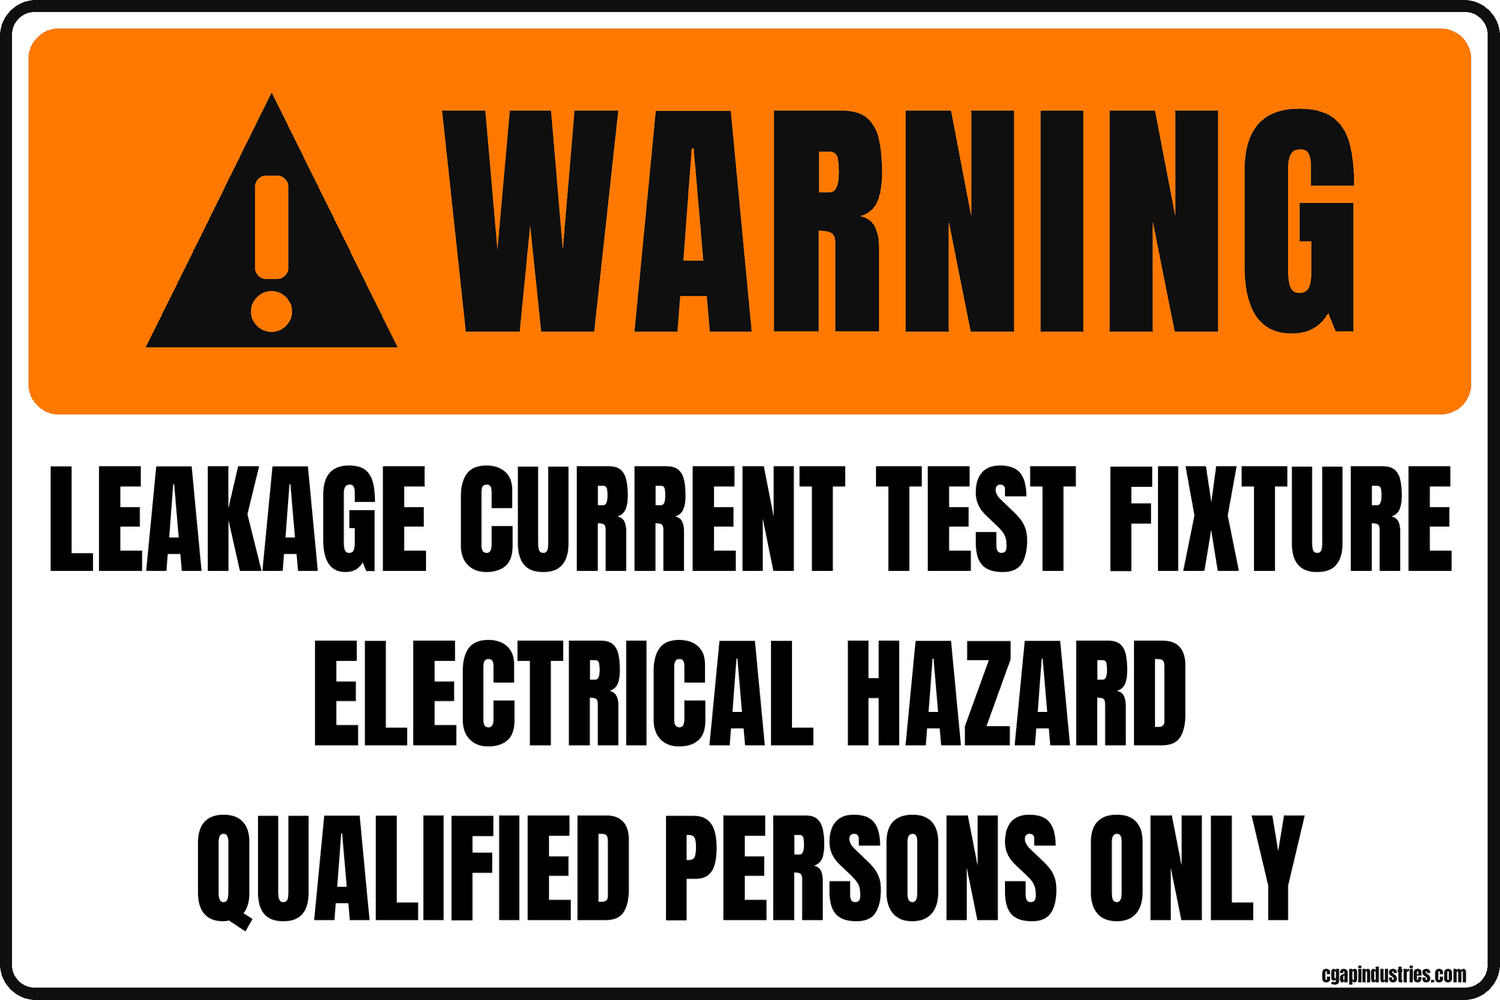 WARNING
LEAKAGE CURRENT TEST FIXTURE
ELECTRICAL HAZARD
QUALIFIED PERSONS ONLY
cgapindustries.com